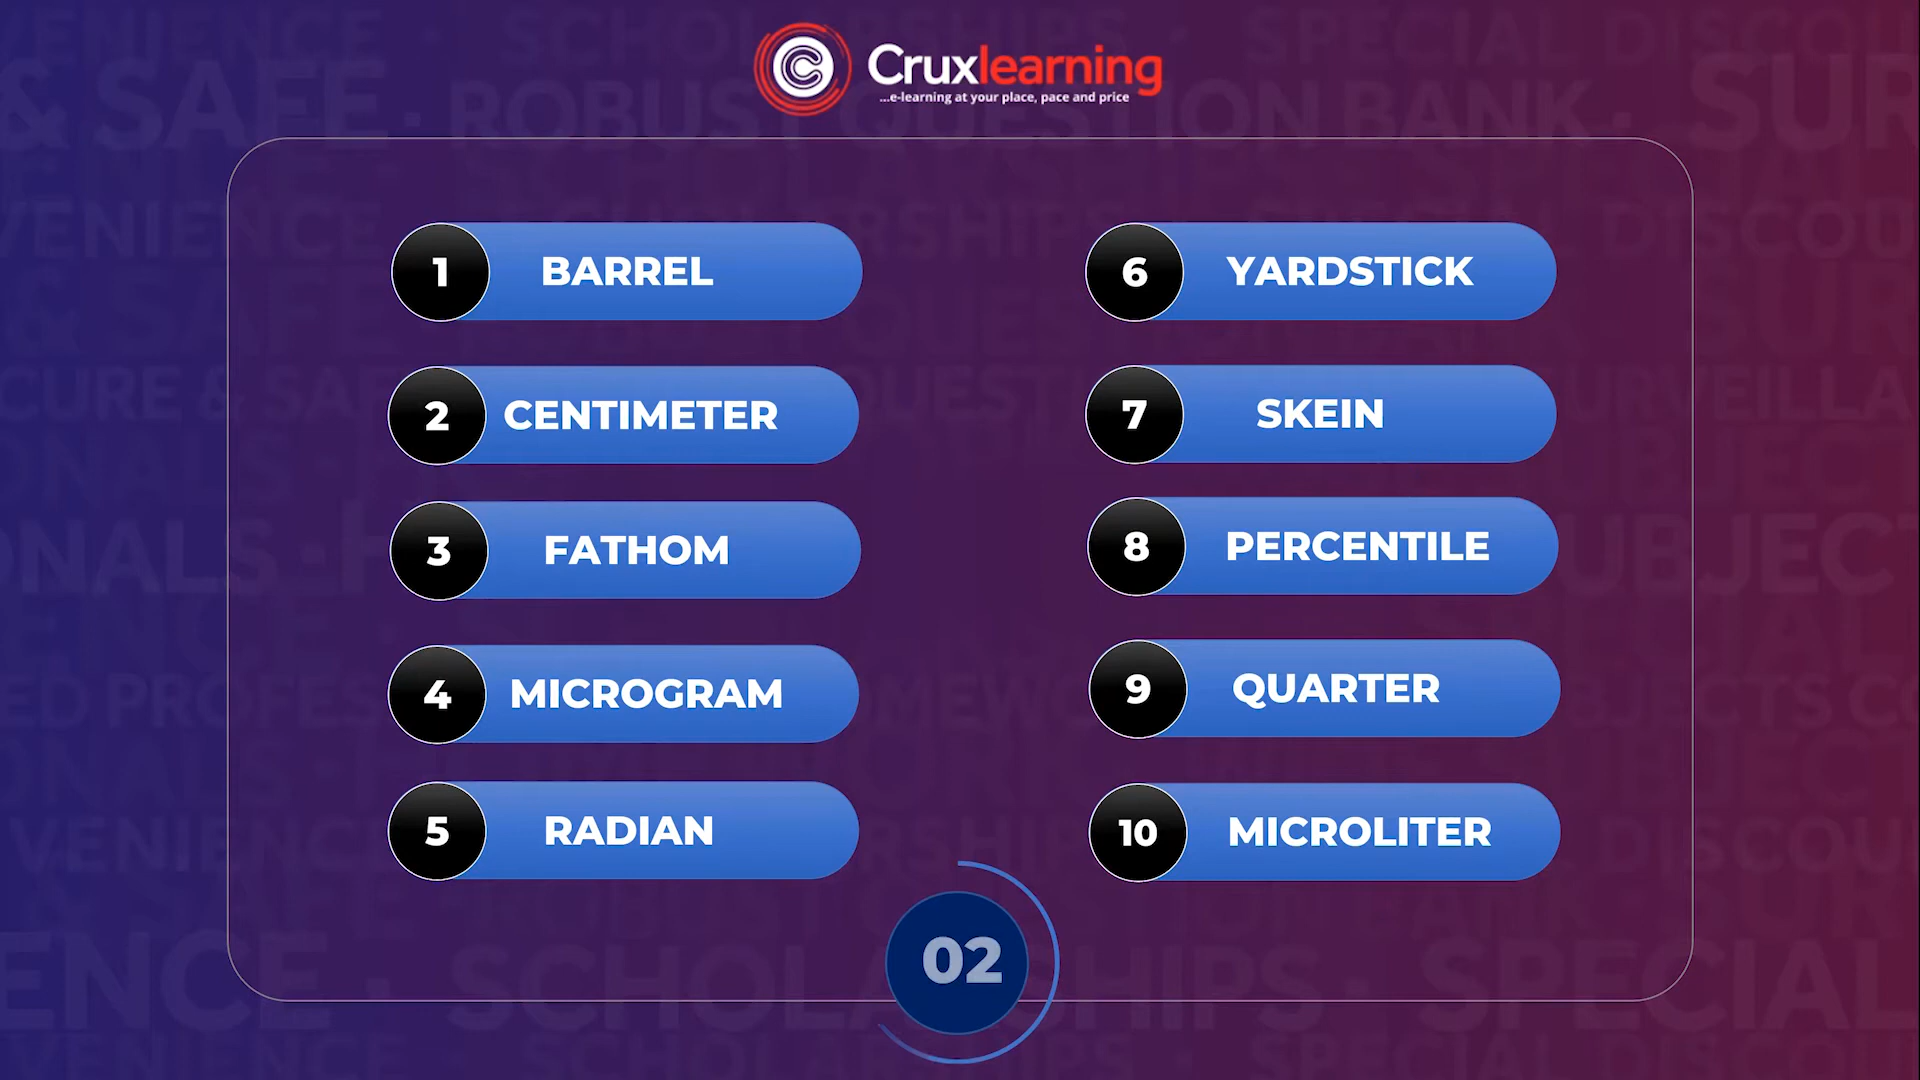 Cruxlearning
...e-learning at your place, pace and price
1 BARREL
2 CENTIMETER
3 FATHOM
4 MICROGRAM
5 RADIAN
6 YARDSTICK
7 SKEIN
8 PERCENTILE
9 QUARTER
10 MICROLITER
02